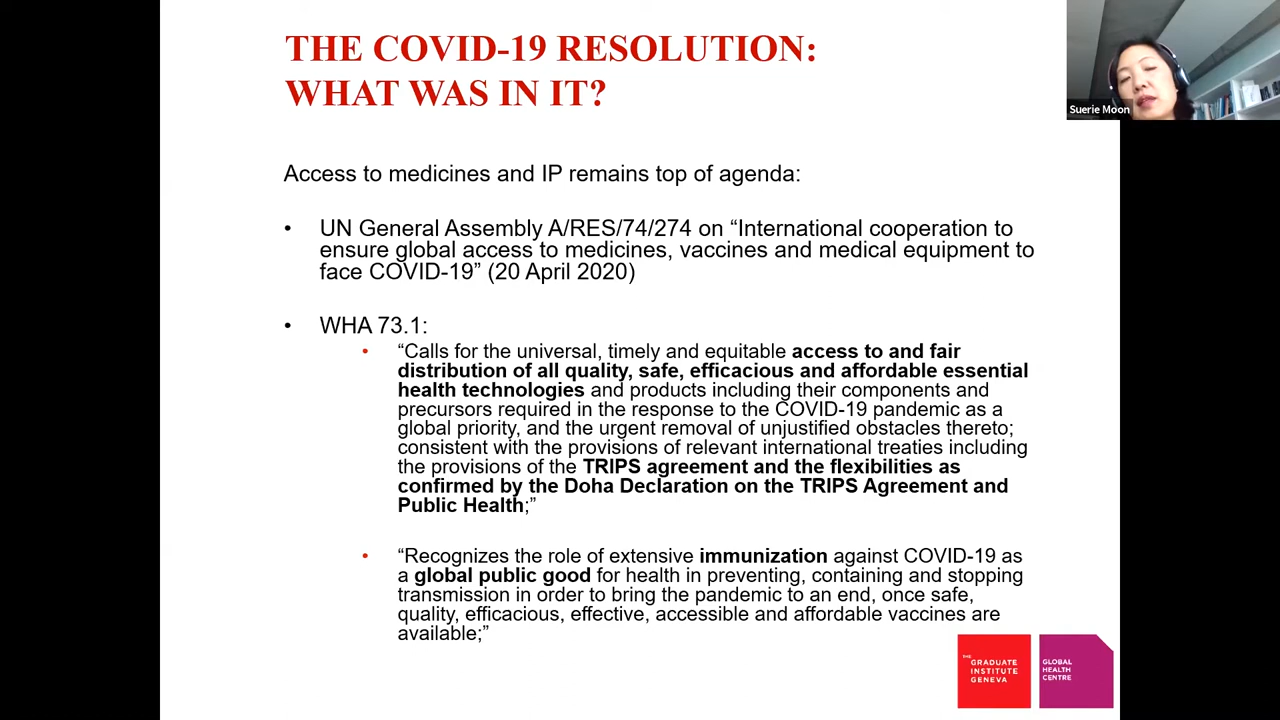 THE COVID-19 RESOLUTION:
WHAT WAS IN IT?
Suerie Moon
Access to medicines and IP remains top of agenda:
• UN General Assembly A/RES/74/274 on “International cooperation to
ensure global access to medicines, vaccines and medical equipment to
face COVID-19” (20 April 2020)
• WHA 73.1:
• “Calls for the universal, timely and equitable access to and fair
distribution of all quality, safe, efficacious and affordable essential
health technologies and products including their components and
precursors required in the response to the COVID-19 pandemic as a
global priority, and the urgent removal of unjustified obstacles thereto;
consistent with the provisions of relevant international treaties including
the provisions of the TRIPS agreement and the flexibilities as
confirmed by the Doha Declaration on the TRIPS Agreement and
Public Health;”
• “Recognizes the role of extensive immunization against COVID-19 as
a global public good for health in preventing, containing and stopping
transmission in order to bring the pandemic to an end, once safe,
quality, efficacious, effective, accessible and affordable vaccines are
available;”
THE
GRADUATE
INSTITUTE
GENEVA
GLOBAL
HEALTH
CENTRE